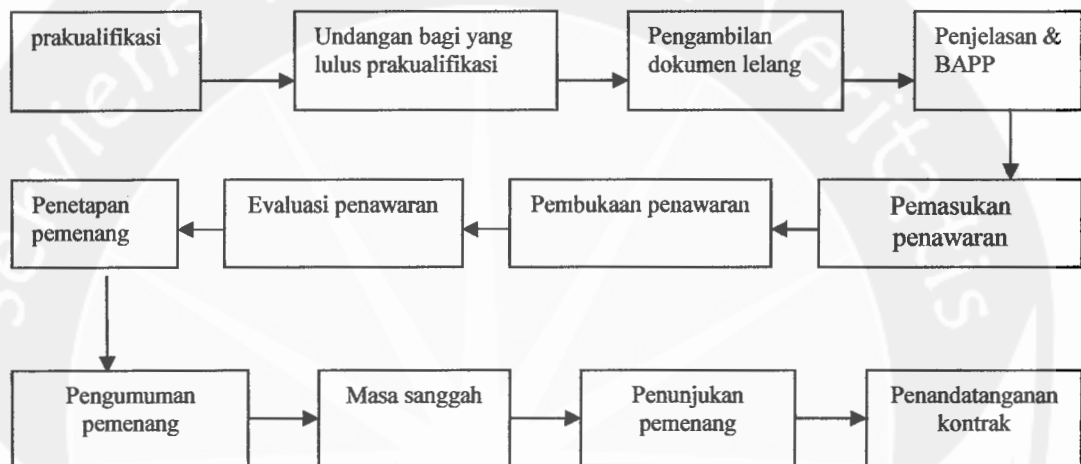 prakualifikasi
Undangan bagi yang
lulus prakualifikasi
Pengambilan
dokumen lelang
Penjelasan &
BAPP
Pemasukan
penawaran
Pembukaan penawaran
Evaluasi penawaran
Penetapan
pemenang
Pengumuman
pemenang
Masa sanggah
Penunjukan
pemenang
Penandatanganan
kontrak